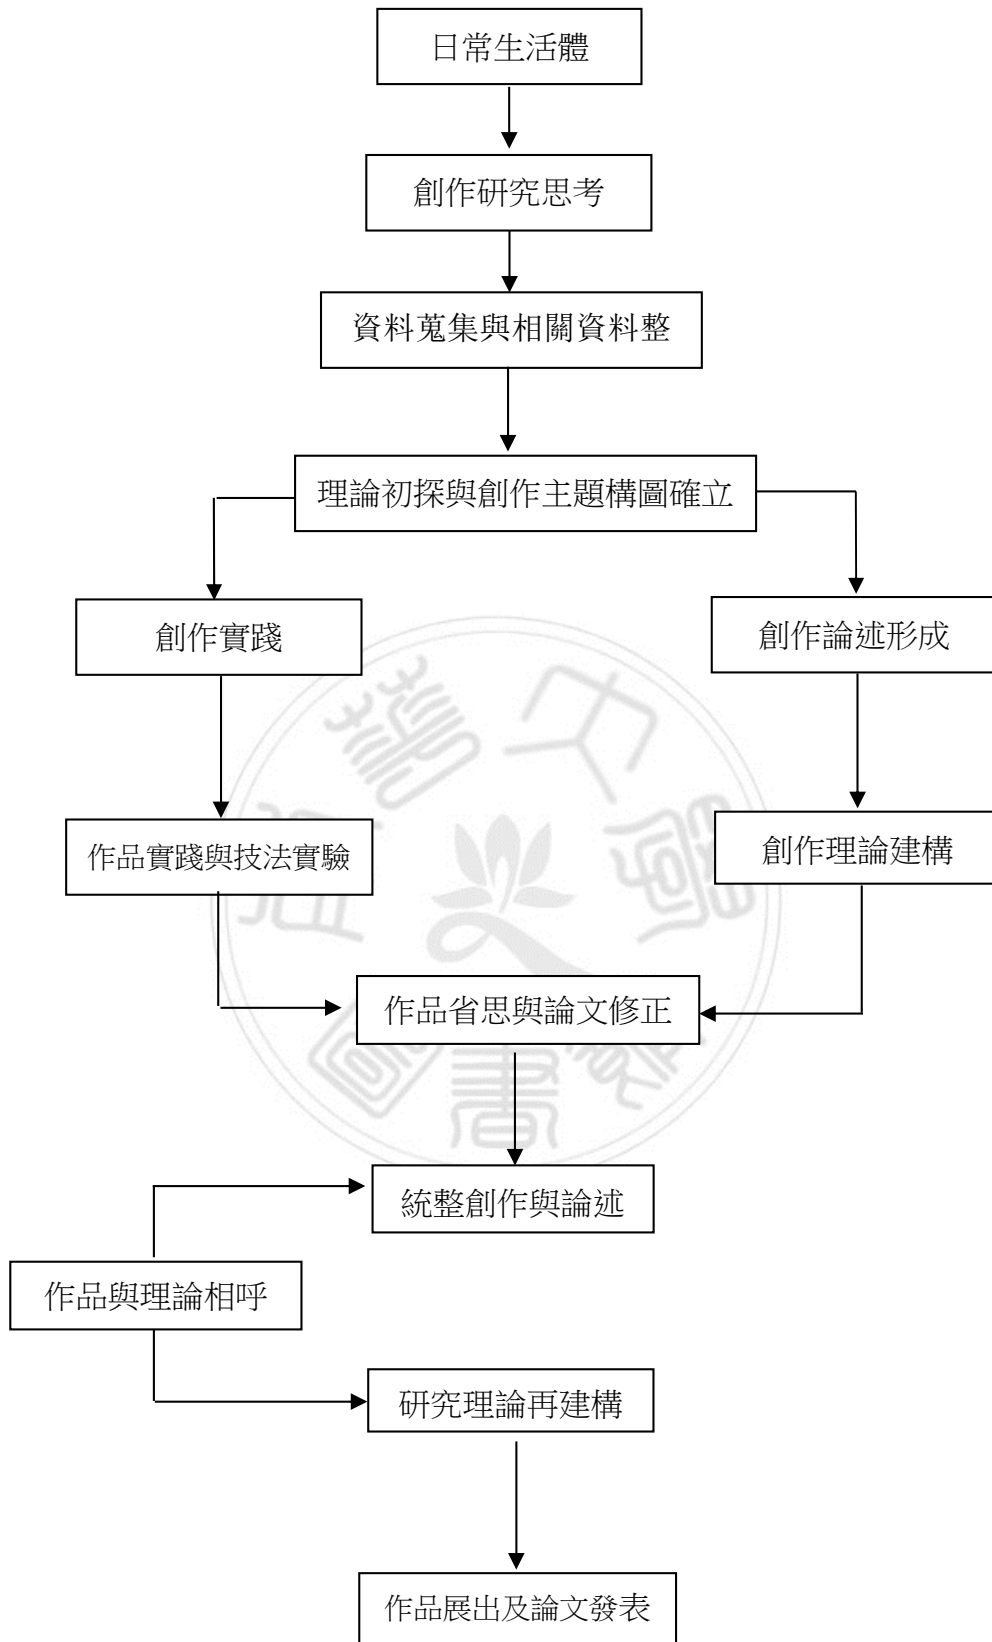 日常生活體
創作研究思考
資料蒐集與相關資料整
理論初探與創作主題構圖確立
創作實踐
創作論述形成
作品實踐與技法實驗
創作理論建構
作品省思與論文修正
統整創作與論述
作品與理論相呼
研究理論再建構
作品展出及論文發表